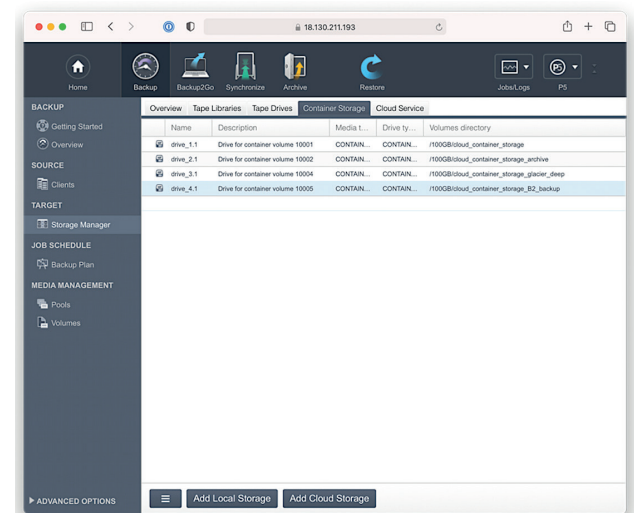 18.130.211.193
Home
Backup
Backup2Go
Synchronize
Archive
Restore
Jobs/Logs
P5
P5
BACKUP
Getting Started
Overview
SOURCE
Clients
TARGET
Storage Manager
JOB SCHEDULE
Backup Plan
MEDIA MANAGEMENT
Pools
Volumes
ADVANCED OPTIONS
Overview Tape Libraries Tape Drives Container Storage Cloud Service
Name Description Media t... Drive ty... Volumes directory
drive_1.1 Drive for container volume 10001 CONTAIN... CONTAIN... /100GB/cloud_container_storage
drive_2.1 Drive for container volume 10002 CONTAIN... CONTAIN... /100GB/cloud_container_storage_archive
drive_3.1 Drive for container volume 10004 CONTAIN... CONTAIN... /100GB/cloud_container_storage_glacier_deep
drive_4.1 Drive for container volume 10005 CONTAIN... CONTAIN... /100GB/cloud_container_storage_B2_backup
Add Local Storage Add Cloud Storage